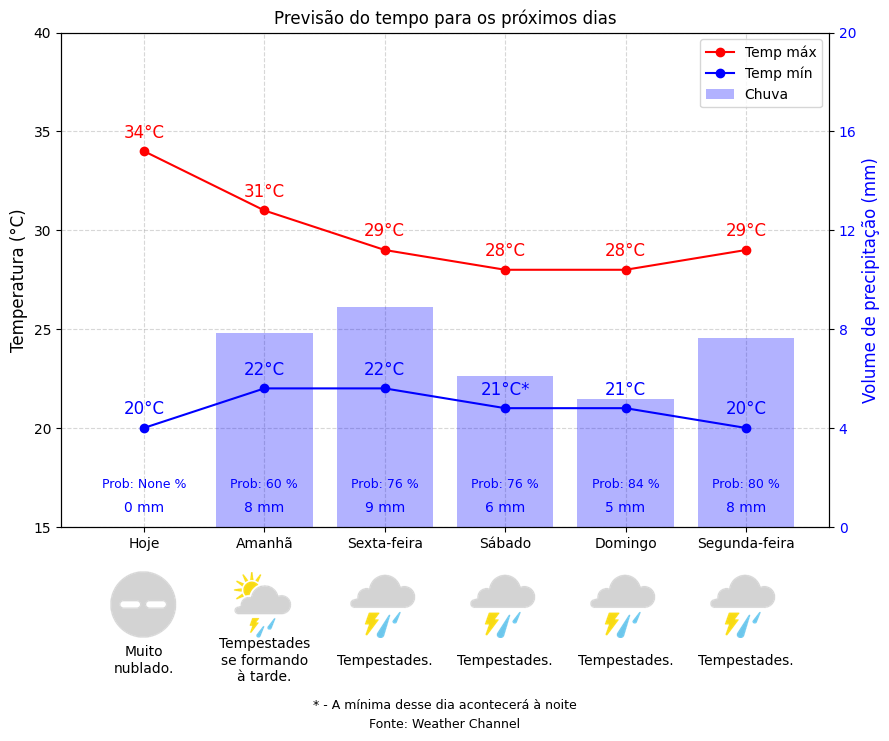 Previsão do tempo para os próximos dias
Temp máx
Temp mín
Chuva
Temperatura (°C)
Volume de precipitação (mm)
40
35
30
25
20
15
20
16
12
8
4
0
34°C
31°C
29°C
28°C
28°C
29°C
20°C
22°C
22°C
21°C*
21°C
20°C
Prob: None %
Prob: 60 %
Prob: 76 %
Prob: 76 %
Prob: 84 %
Prob: 80 %
0 mm
8 mm
9 mm
6 mm
5 mm
8 mm
Hoje
Amanhã
Sexta-feira
Sábado
Domingo
Segunda-feira
Muito
nublado.
Tempestades
se formando
à tarde.
Tempestades.
Tempestades.
Tempestades.
Tempestades.
* - A mínima desse dia acontecerá à noite
Fonte: Weather Channel